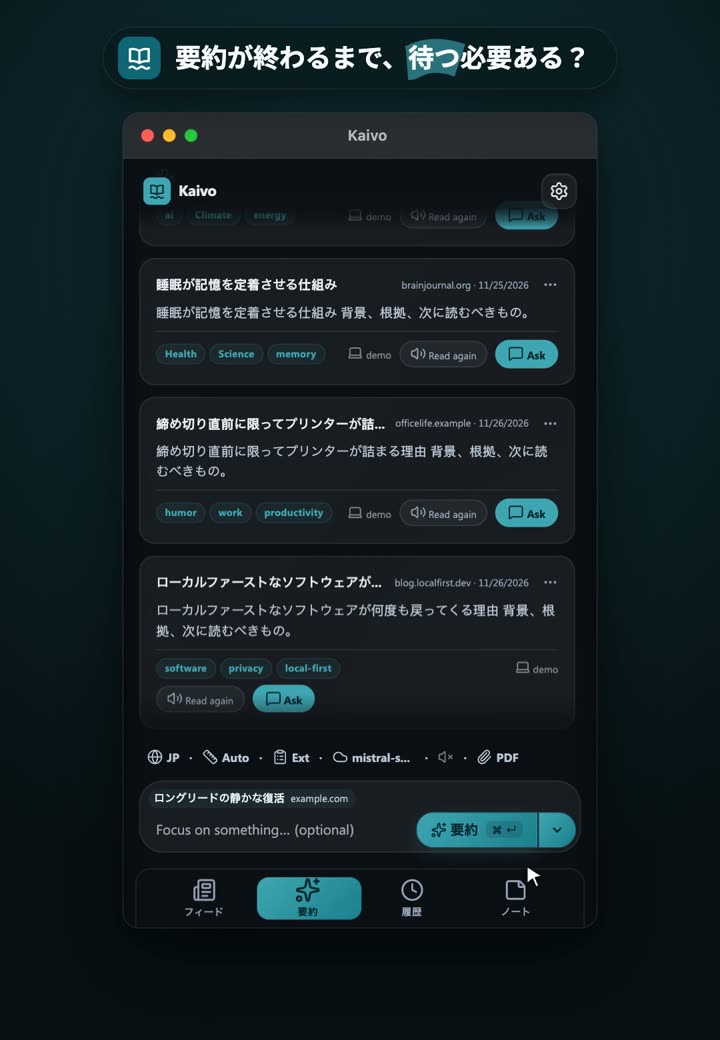 要約が終わるまで、待つ必要ある？
Kaivo
Kaivo
ai Climate energy demo Read again Ask
睡眠が記憶を定着させる仕組み brainjournal.org · 11/25/2026 ...
睡眠が記憶を定着させる仕組み 背景、根拠、次に読むべきもの。
Health Science memory demo Read again Ask
締め切り直前に限ってプリンターが詰... officelife.example · 11/26/2026 ...
締め切り直前に限ってプリンターが詰まる理由 背景、根拠、次に読
むべきもの。
humor work productivity demo Read again Ask
ローカルファーストなソフトウェアが... blog.localfirst.dev · 11/26/2026 ...
ローカルファーストなソフトウェアが何度も戻ってくる理由 背景、根
拠、次に読むべきもの。
software privacy local-first demo
Read again Ask
JP · Auto · Ext · mistral-s... · · PDF
ロングリードの静かな復活 example.com
Focus on something... (optional) 要約 ⌘ ↵
フィード 要約 履歴 ノート